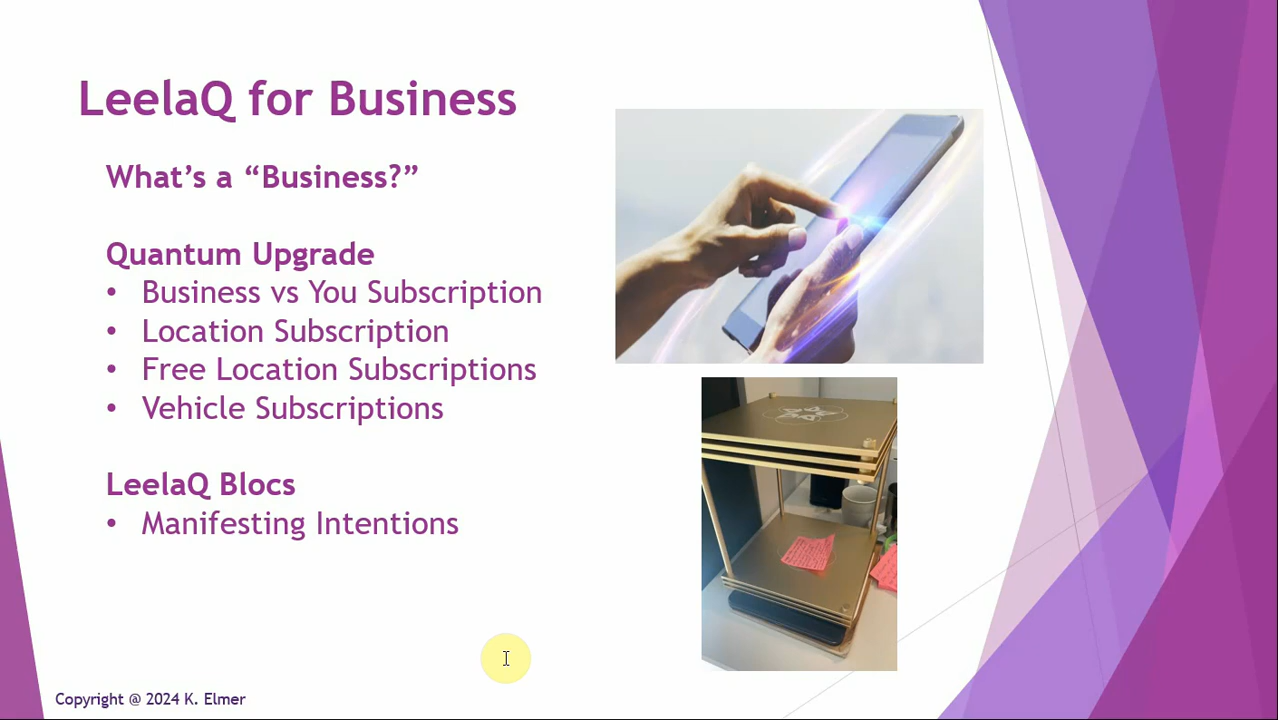 LeelaQ for Business
What’s a “Business?”
Quantum Upgrade
• Business vs You Subscription
• Location Subscription
• Free Location Subscriptions
• Vehicle Subscriptions
LeelaQ Blocs
• Manifesting Intentions
Copyright @ 2024 K. Elmer